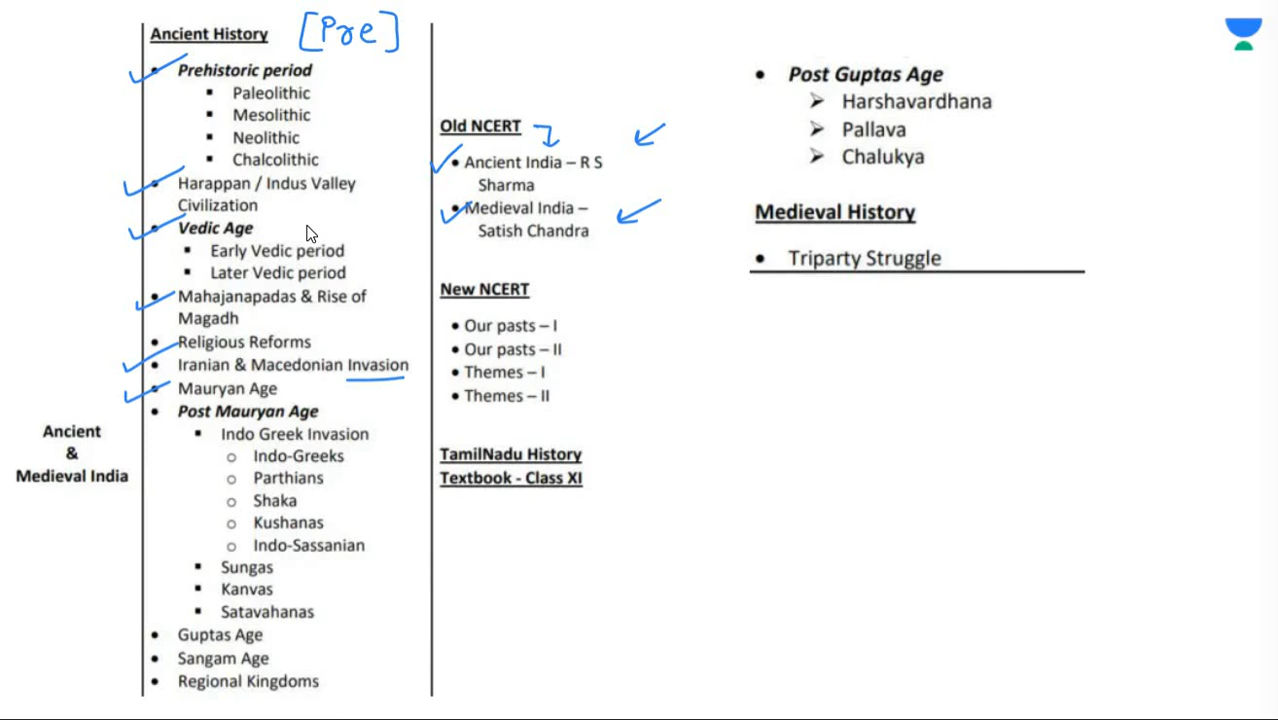 Ancient History [Pre]
• Prehistoric period
▪ Paleolithic
▪ Mesolithic
▪ Neolithic
▪ Chalcolithic
• Harappan / Indus Valley
Civilization
• Vedic Age
▪ Early Vedic period
▪ Later Vedic period
• Mahajanapadas & Rise of
Magadh
• Religious Reforms
• Iranian & Macedonian Invasion
• Mauryan Age
• Post Mauryan Age
▪ Indo Greek Invasion
o Indo-Greeks
o Parthians
o Shaka
o Kushanas
o Indo-Sassanian
▪ Sungas
▪ Kanvas
▪ Satavahanas
• Guptas Age
• Sangam Age
• Regional Kingdoms
Ancient
&
Medieval India
Old NCERT
• Ancient India – R S
Sharma
• Medieval India –
Satish Chandra
New NCERT
• Our pasts – I
• Our pasts – II
• Themes – I
• Themes – II
TamilNadu History
Textbook - Class XI
• Post Guptas Age
➢ Harshavardhana
➢ Pallava
➢ Chalukya
Medieval History
• Triparty Struggle